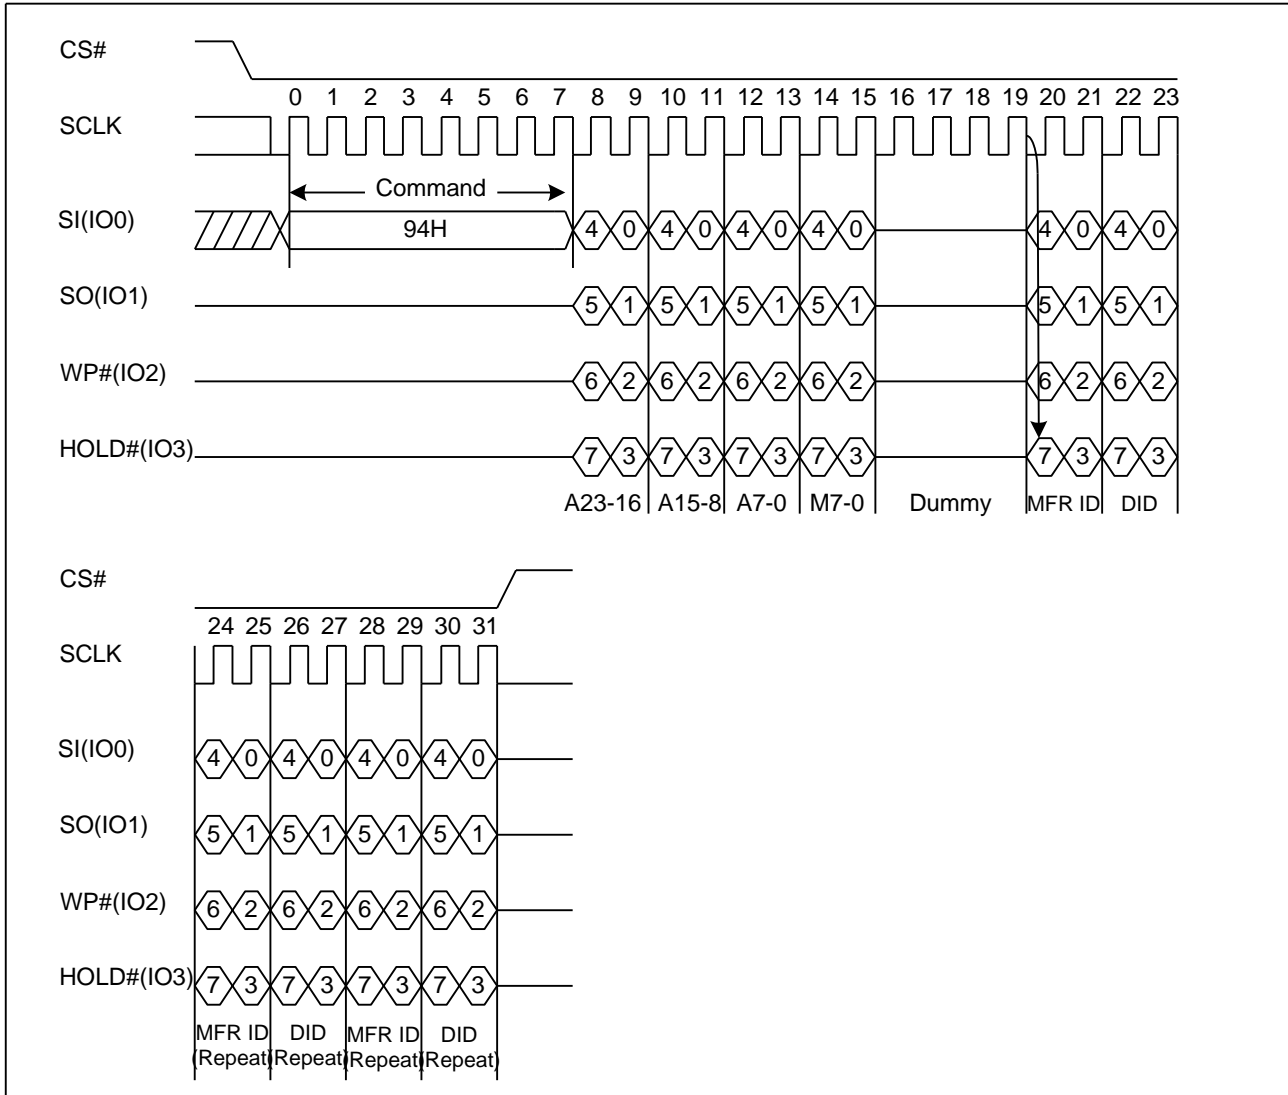 CS#
0 1 2 3 4 5 6 7 8 9 10 11 12 13 14 15 16 17 18 19 20 21 22 23
SCLK
Command
SI(IO0)
94H 4 0 4 0 4 0 4 0 4 0 4 0
SO(IO1) 5 1 5 1 5 1 5 1 5 1 5 1
WP#(IO2) 6 2 6 2 6 2 6 2 6 2 6 2
HOLD#(IO3) 7 3 7 3 7 3 7 3 7 3 7 3
A23-16 A15-8 A7-0 M7-0 Dummy MFR ID DID
CS#
24 25 26 27 28 29 30 31
SCLK
SI(IO0) 4 0 4 0 4 0 4 0
SO(IO1) 5 1 5 1 5 1 5 1
WP#(IO2) 6 2 6 2 6 2 6 2
HOLD#(IO3) 7 3 7 3 7 3 7 3
MFR ID DID MFR ID DID
(Repeat) (Repeat) (Repeat) (Repeat)